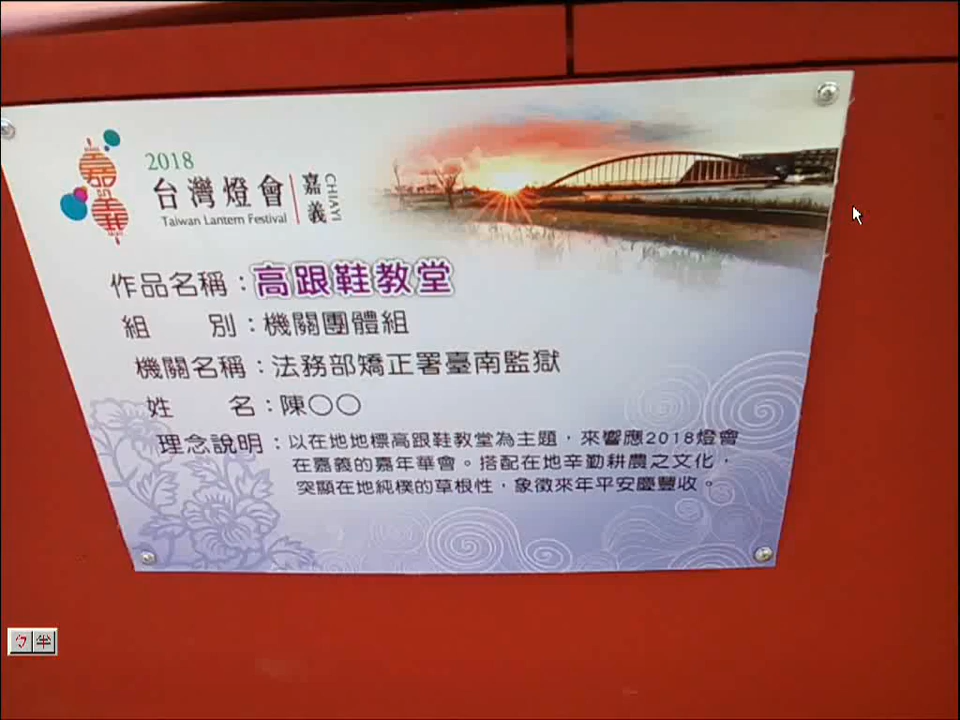 嘉義
2018
台灣燈會
Taiwan Lantern Festival
嘉義
CHIAYI
作品名稱：高跟鞋教堂
組　　別：機關團體組
機關名稱：法務部矯正署臺南監獄
姓　　名：陳○○
理念說明：以在地地標高跟鞋教堂為主題，來響應2018燈會
在嘉義的嘉年華會。搭配在地辛勤耕農之文化，
突顯在地純樸的草根性，象徵來年平安慶豐收。
ㄅ半